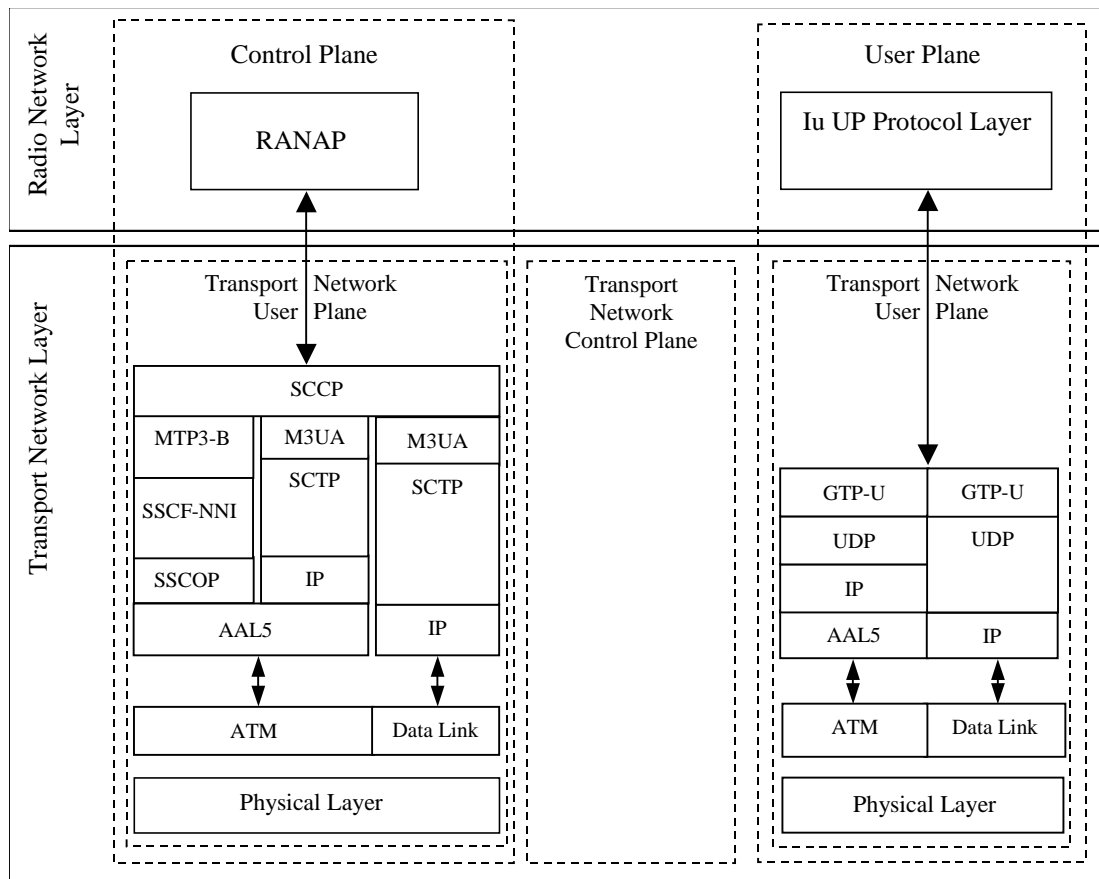 Radio Network
Layer
Control Plane
RANAP
User Plane
Iu UP Protocol Layer
Transport Network Layer
Transport Network
User Plane
SCCP
MTP3-B
SSCF-NNI
SSCOP
M3UA
SCTP
IP
AAL5
M3UA
SCTP
IP
ATM
Data Link
Physical Layer
Transport
Network
Control Plane
Transport Network
User Plane
GTP-U
UDP
IP
AAL5
GTP-U
UDP
IP
ATM
Data Link
Physical Layer